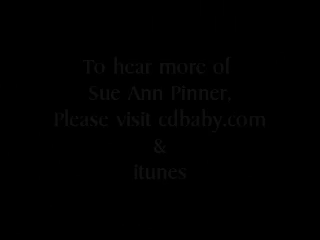 To hear more of
Sue Ann Pinner,
Please visit cdbaby.com
&
itunes